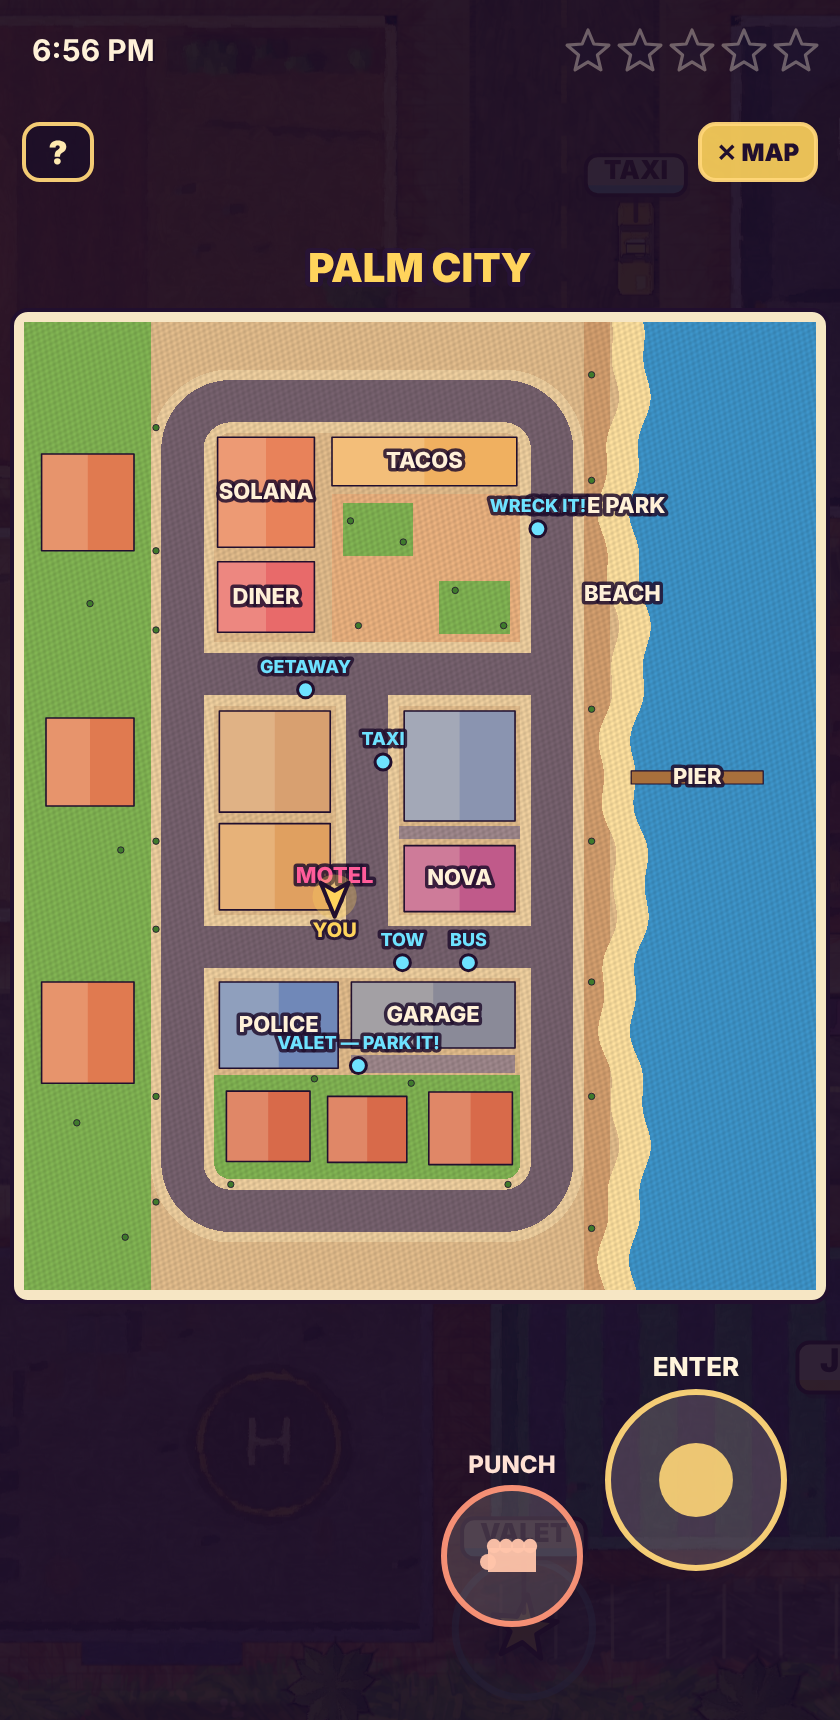 6:56 PM
?
× MAP
TAXI
PALM CITY
SOLANA
TACOS
WRECK IT!
E PARK
DINER
BEACH
GETAWAY
TAXI
PIER
MOTEL
NOVA
YOU
TOW
BUS
POLICE
GARAGE
VALET — PARK IT!
ENTER
J
H
PUNCH
VALET